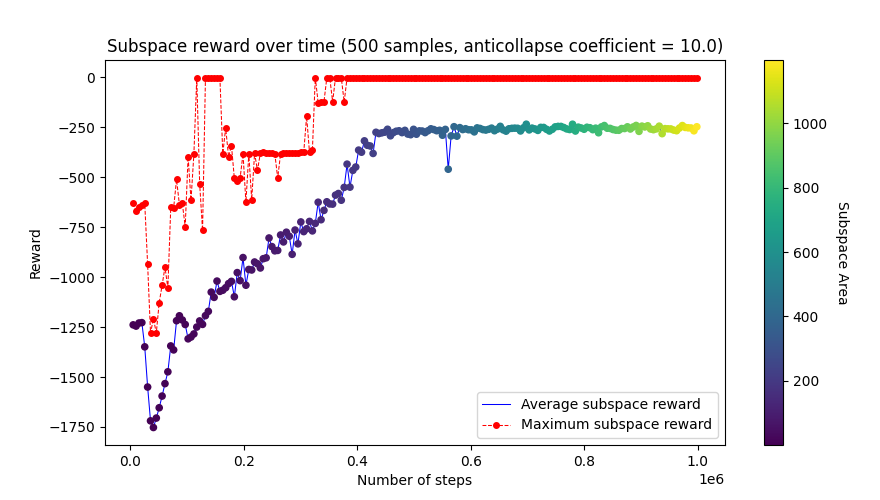 Subspace reward over time (500 samples, anticollapse coefficient = 10.0)
0
−250
−500
−750
−1000
−1250
−1500
−1750
Reward
0.0
0.2
0.4
0.6
0.8
1.0
1e6
Number of steps
Average subspace reward
Maximum subspace reward
1000
800
600
400
200
Subspace Area